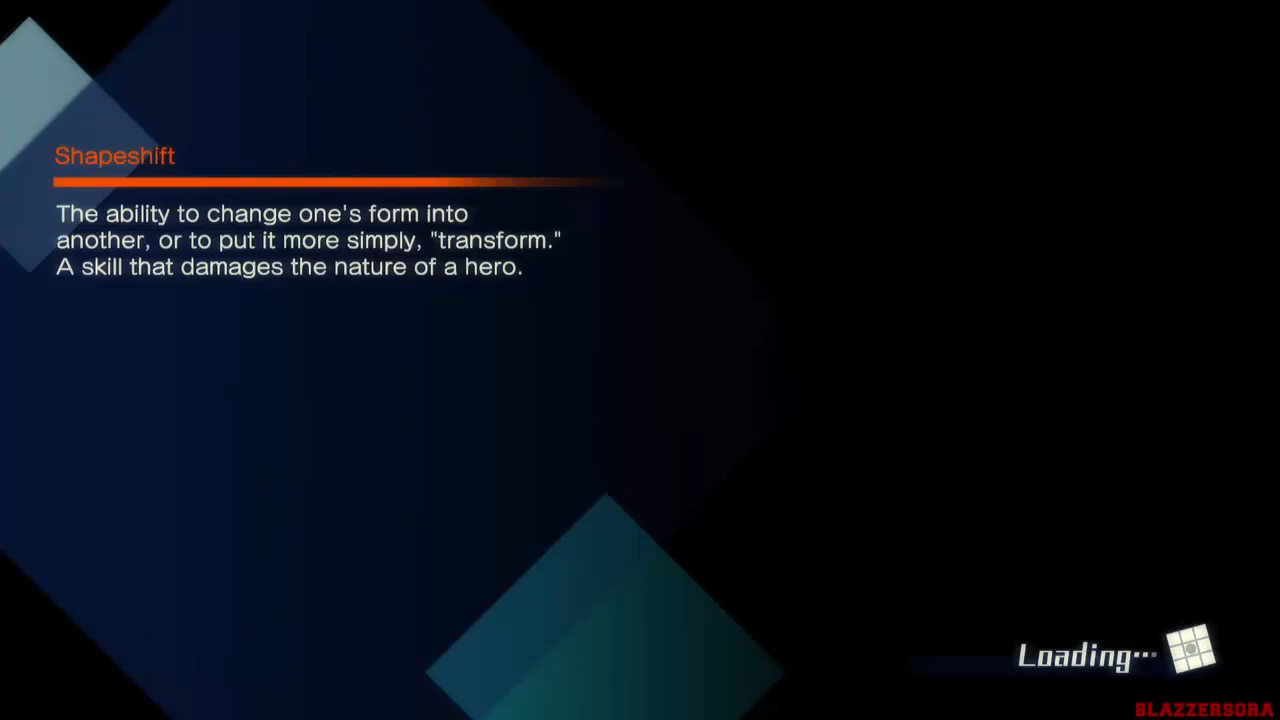 Shapeshift
The ability to change one's form into
another, or to put it more simply, "transform."
A skill that damages the nature of a hero.
Loading...
BLAZZERSORA